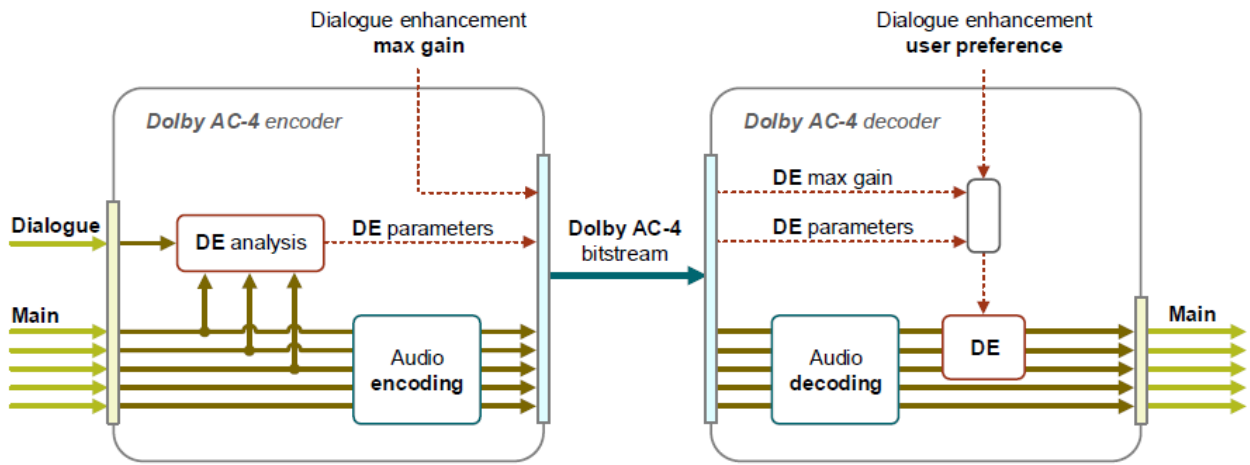 Dialogue enhancement
max gain
Dialogue enhancement
user preference
Dolby AC-4 encoder
Dolby AC-4 decoder
DE max gain
Dialogue
DE analysis
DE parameters
Dolby AC-4
bitstream
DE parameters
Main
Audio
encoding
Audio
decoding
DE
Main